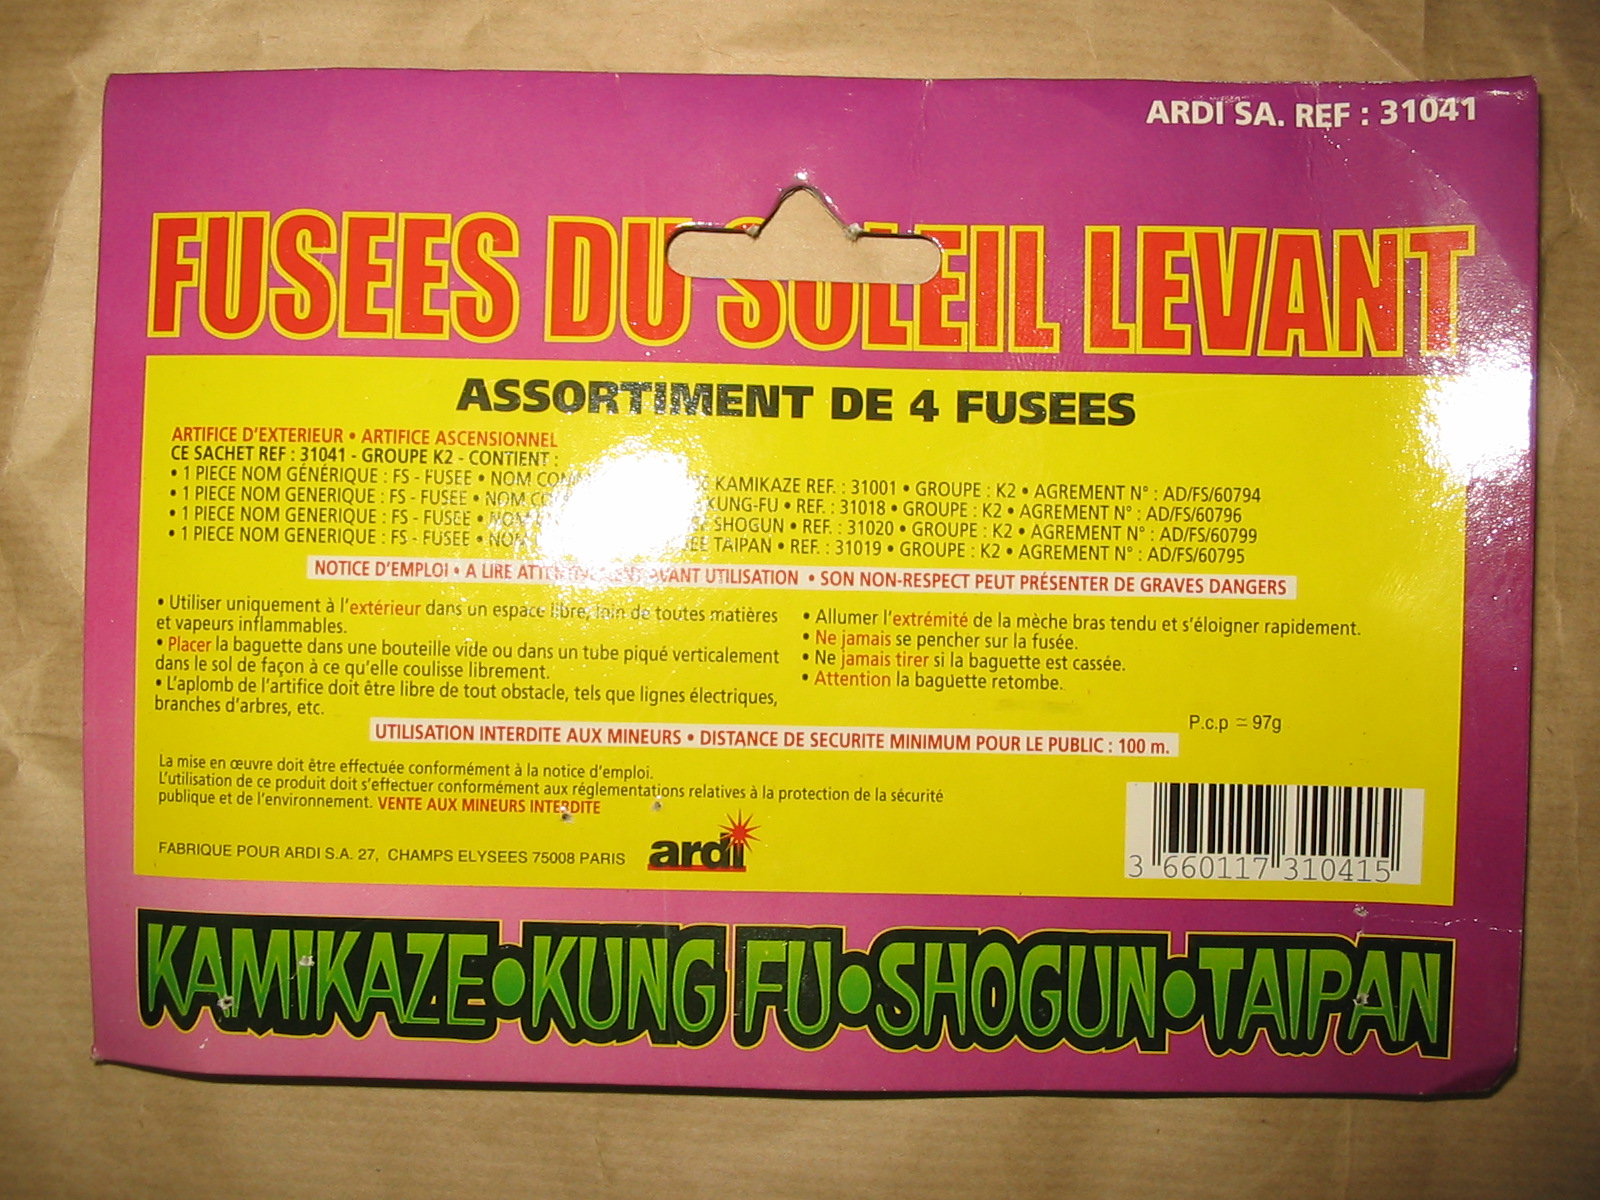 ARDI SA. REF : 31041
FUSEES DU SOLEIL LEVANT
ASSORTIMENT DE 4 FUSEES
ARTIFICE D'EXTERIEUR • ARTIFICE ASCENSIONNEL
CE SACHET REF : 31041 - GROUPE K2 - CONTIENT :
• 1 PIECE NOM GÉNÉRIQUE : FS - FUSEE • NOM KAMIKAZE REF. : 31001 • GROUPE : K2 • AGREMENT N° : AD/FS/60794
• 1 PIECE NOM GENERIQUE : FS - FUSEE • NOM KUNG-FU • REF. : 31018 • GROUPE : K2 • AGREMENT N° : AD/FS/60796
• 1 PIECE NOM GENERIQUE : FS - FUSEE • NOM SHOGUN • REF. : 31020 • GROUPE : K2 • AGREMENT N° : AD/FS/60799
• 1 PIECE NOM GENERIQUE : FS - FUSEE • NOM TAIPAN • REF. : 31019 • GROUPE : K2 • AGREMENT N° : AD/FS/60795
NOTICE D'EMPLOI • A LIRE ATTENTIVEMENT AVANT UTILISATION • SON NON-RESPECT PEUT PRÉSENTER DE GRAVES DANGERS
• Utiliser uniquement à l'extérieur dans un espace libre, loin de toutes matières
et vapeurs inflammables.
• Placer la baguette dans une bouteille vide ou dans un tube piqué verticalement
dans le sol de façon à ce qu'elle coulisse librement.
• L'aplomb de l'artifice doit être libre de tout obstacle, tels que lignes électriques,
branches d'arbres, etc.
• Allumer l'extrémité de la mèche bras tendu et s'éloigner rapidement.
• Ne jamais se pencher sur la fusée.
• Ne jamais tirer si la baguette est cassée.
• Attention la baguette retombe.
P.c.p ≃ 97g
UTILISATION INTERDITE AUX MINEURS • DISTANCE DE SECURITE MINIMUM POUR LE PUBLIC : 100 m.
La mise en œuvre doit être effectuée conformément à la notice d'emploi.
L'utilisation de ce produit doit s'effectuer conformément aux réglementations relatives à la protection de la sécurité
publique et de l'environnement. VENTE AUX MINEURS INTERDITE
FABRIQUE POUR ARDI S.A. 27, CHAMPS ELYSEES 75008 PARIS
ardi
3 660117 310415
KAMIKAZE • KUNG FU • SHOGUN • TAIPAN